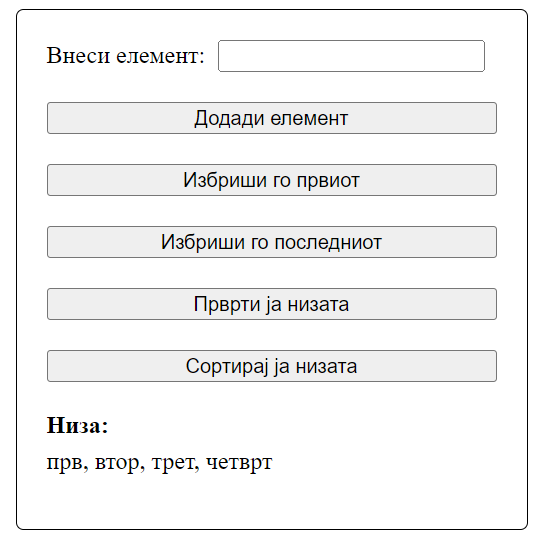 Внеси елемент:
Додади елемент
Избриши го првиот
Избриши го последниот
Прврти ја низата
Сортирај ја низата
Низа:
прв, втор, трет, четврт